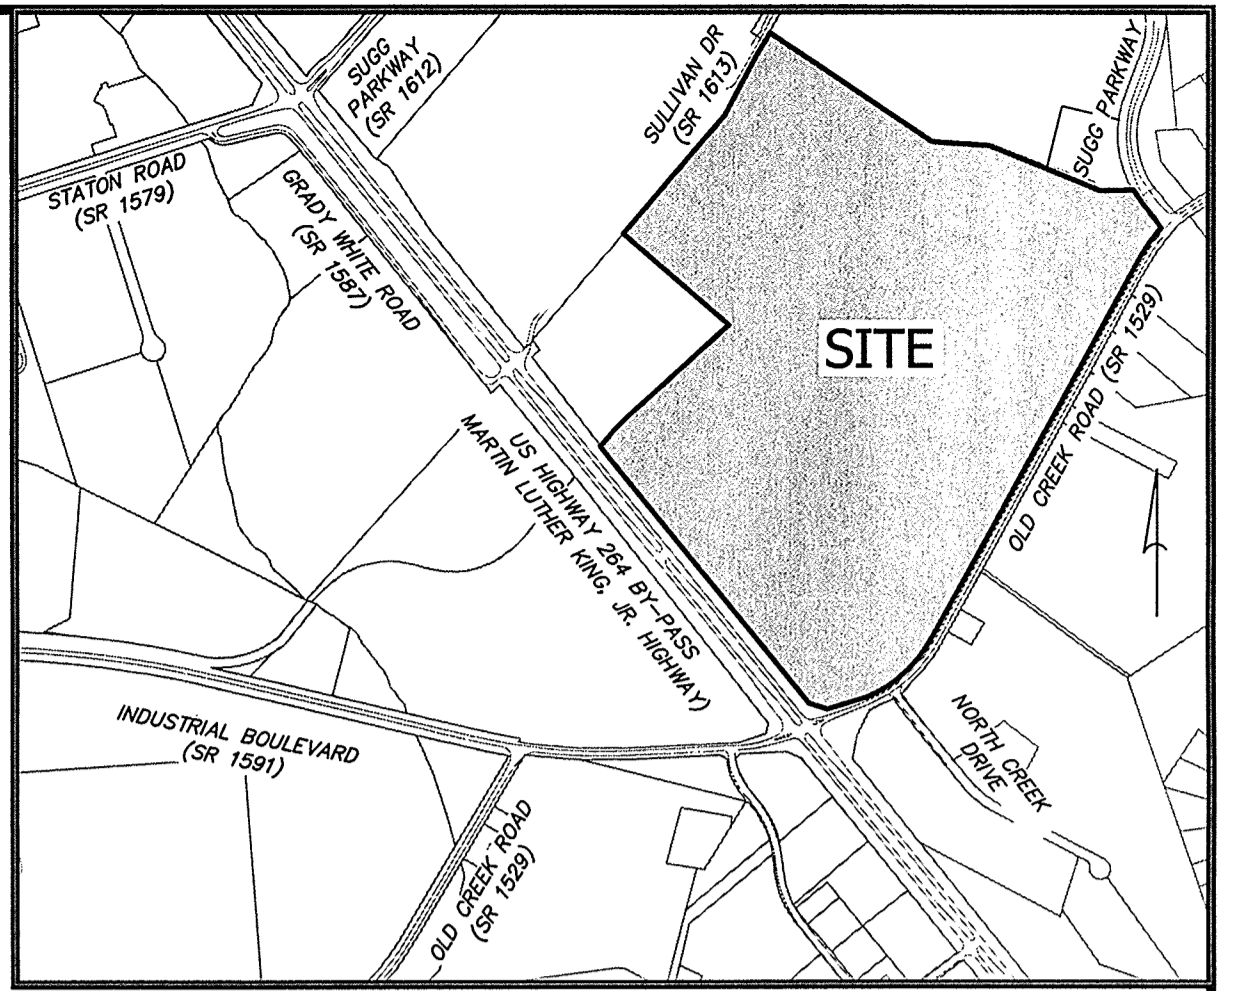 SUGG
PARKWAY
(SR 1612)
SULLIVAN DR
(SR 1613)
SUGG PARKWAY
STATON ROAD
(SR 1579)
GRADY WHITE ROAD
(SR 1587)
SITE
OLD CREEK ROAD (SR 1529)
US HIGHWAY 264 BY-PASS
MARTIN LUTHER KING, JR. HIGHWAY)
INDUSTRIAL BOULEVARD
(SR 1591)
NORTH CREEK
DRIVE
OLD CREEK ROAD
(SR 1529)